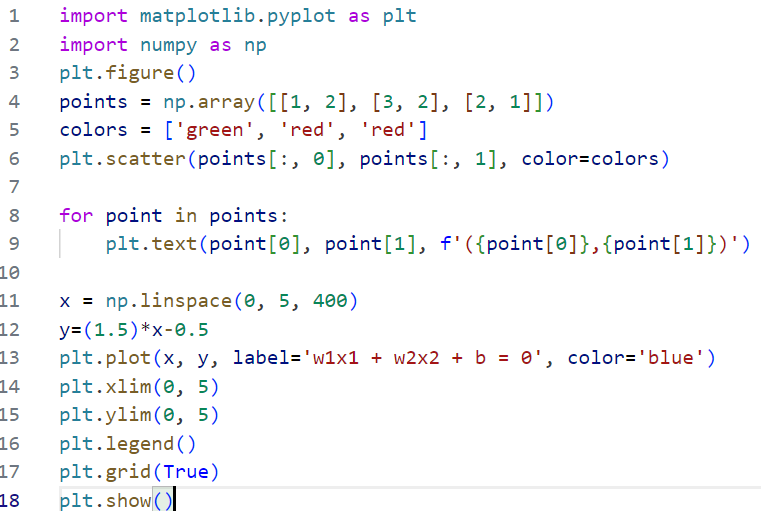 1 import matplotlib.pyplot as plt
2 import numpy as np
3 plt.figure()
4 points = np.array([[1, 2], [3, 2], [2, 1]])
5 colors = ['green', 'red', 'red']
6 plt.scatter(points[:, 0], points[:, 1], color=colors)
7
8 for point in points:
9     plt.text(point[0], point[1], f'({point[0]},{point[1]})')
10
11 x = np.linspace(0, 5, 400)
12 y=(1.5)*x-0.5
13 plt.plot(x, y, label='w1x1 + w2x2 + b = 0', color='blue')
14 plt.xlim(0, 5)
15 plt.ylim(0, 5)
16 plt.legend()
17 plt.grid(True)
18 plt.show()